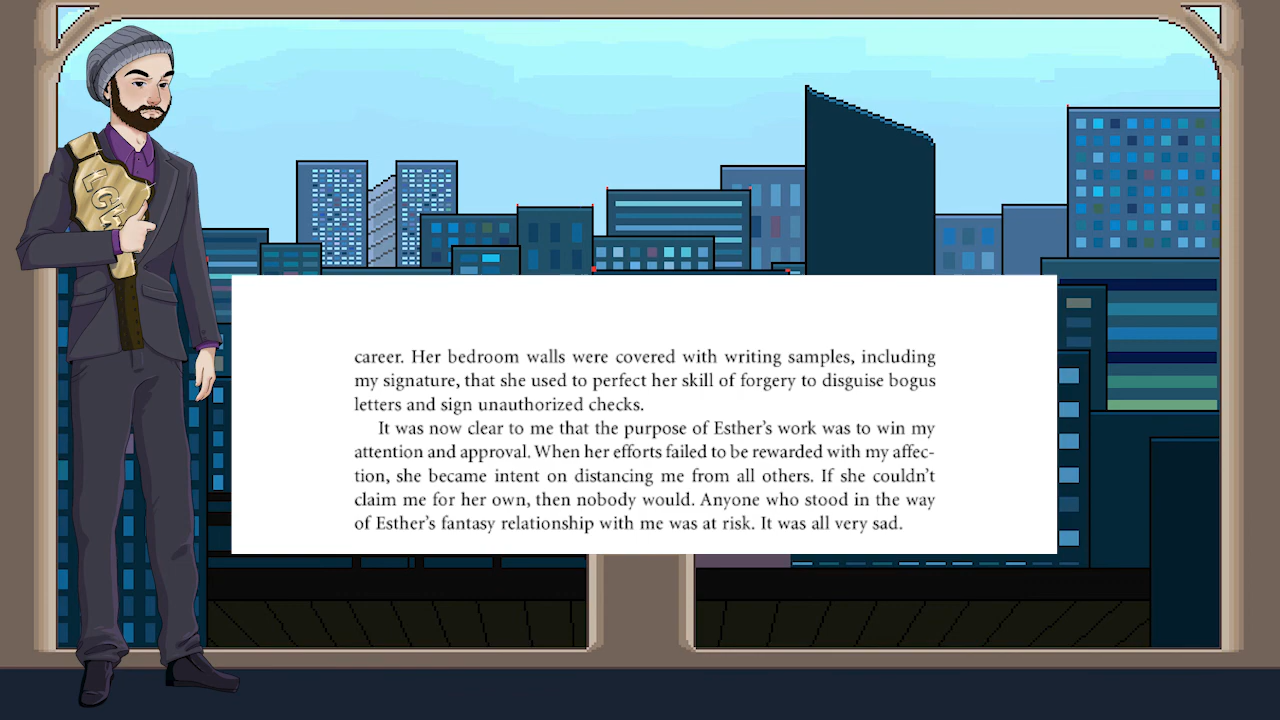 LGR
career. Her bedroom walls were covered with writing samples, including
my signature, that she used to perfect her skill of forgery to disguise bogus
letters and sign unauthorized checks.
It was now clear to me that the purpose of Esther's work was to win my
attention and approval. When her efforts failed to be rewarded with my affec-
tion, she became intent on distancing me from all others. If she couldn't
claim me for her own, then nobody would. Anyone who stood in the way
of Esther's fantasy relationship with me was at risk. It was all very sad.